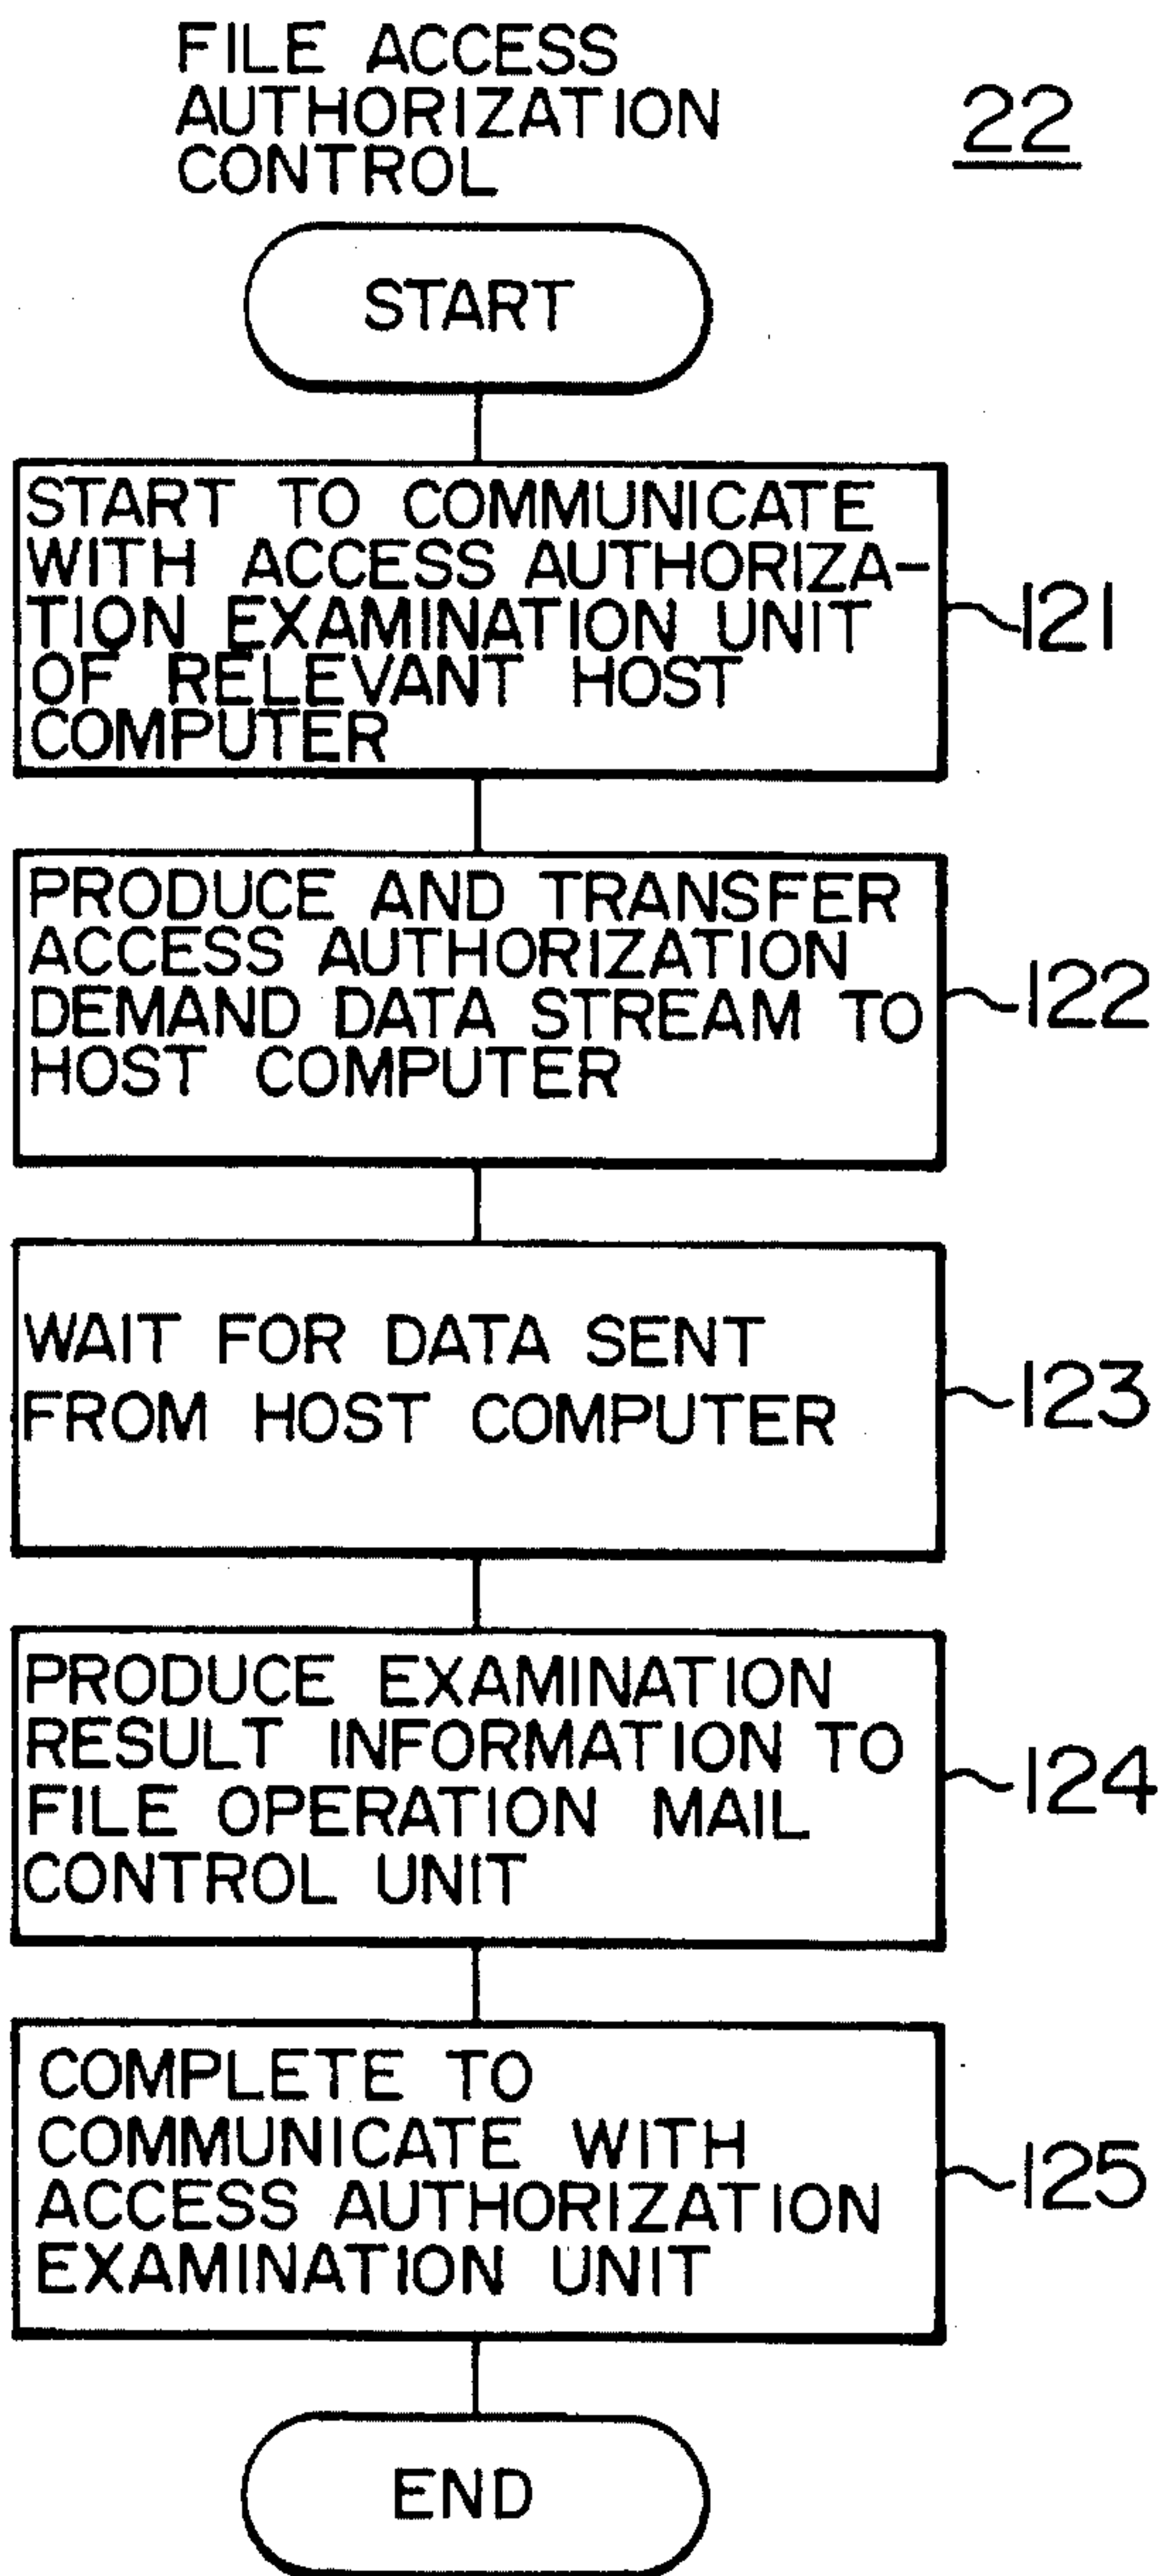 FILE ACCESS
AUTHORIZATION
CONTROL
22
START
START TO COMMUNICATE
WITH ACCESS AUTHORIZA-
TION EXAMINATION UNIT
OF RELEVANT HOST
COMPUTER
121
PRODUCE AND TRANSFER
ACCESS AUTHORIZATION
DEMAND DATA STREAM TO
HOST COMPUTER
122
WAIT FOR DATA SENT
FROM HOST COMPUTER
123
PRODUCE EXAMINATION
RESULT INFORMATION TO
FILE OPERATION MAIL
CONTROL UNIT
124
COMPLETE TO
COMMUNICATE WITH
ACCESS AUTHORIZATION
EXAMINATION UNIT
125
END